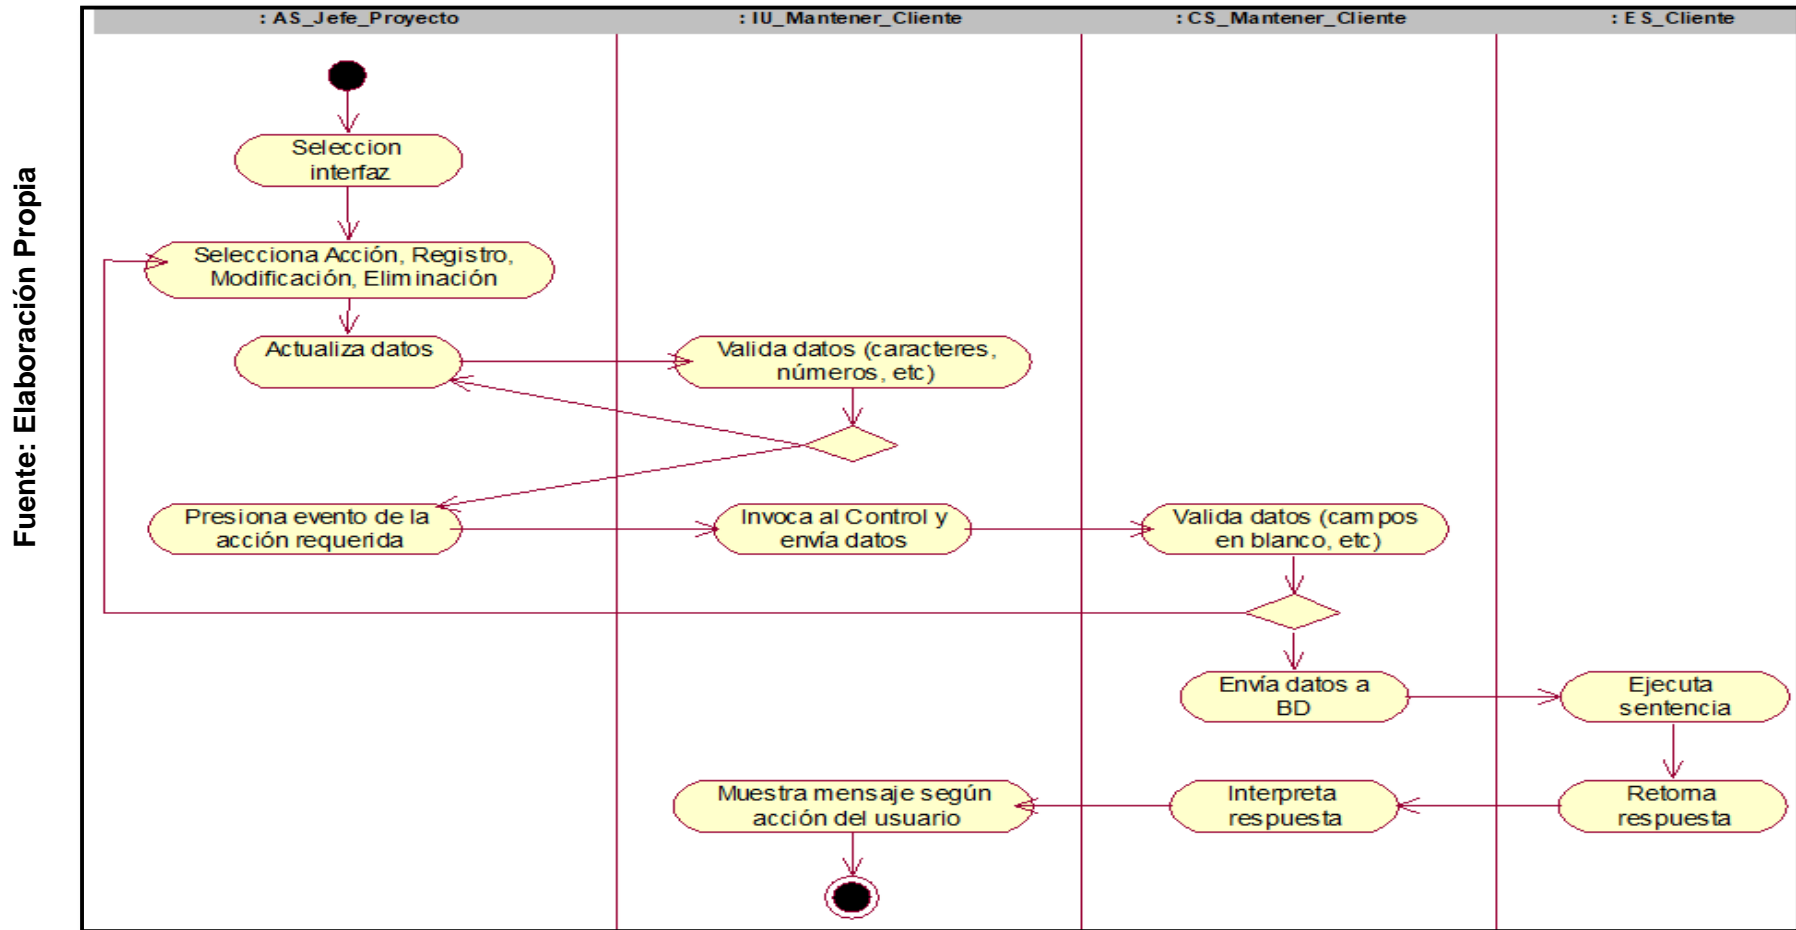 : AS_Jefe_Proyecto
: IU_Mantener_Cliente
: CS_Mantener_Cliente
: ES_Cliente
Fuente: Elaboración Propia
Seleccion
interfaz
Selecciona Acción, Registro,
Modificación, Eliminación
Actualiza datos
Valida datos (caracteres,
números, etc)
Presiona evento de la
acción requerida
Invoca al Control y
envía datos
Valida datos (campos
en blanco, etc)
Envía datos a
BD
Ejecuta
sentencia
Muestra mensaje según
acción del usuario
Interpreta
respuesta
Retorna
respuesta